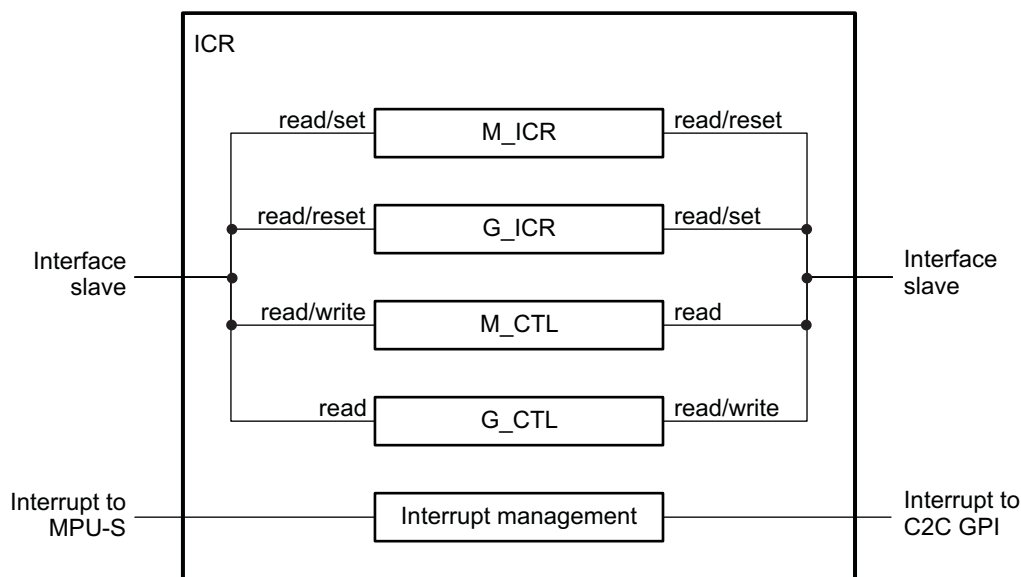 ICR
read/set
M_ICR
read/reset
read/reset
G_ICR
read/set
Interface
slave
Interface
slave
read/write
M_CTL
read
read
G_CTL
read/write
Interrupt to
MPU-S
Interrupt management
Interrupt to
C2C GPI